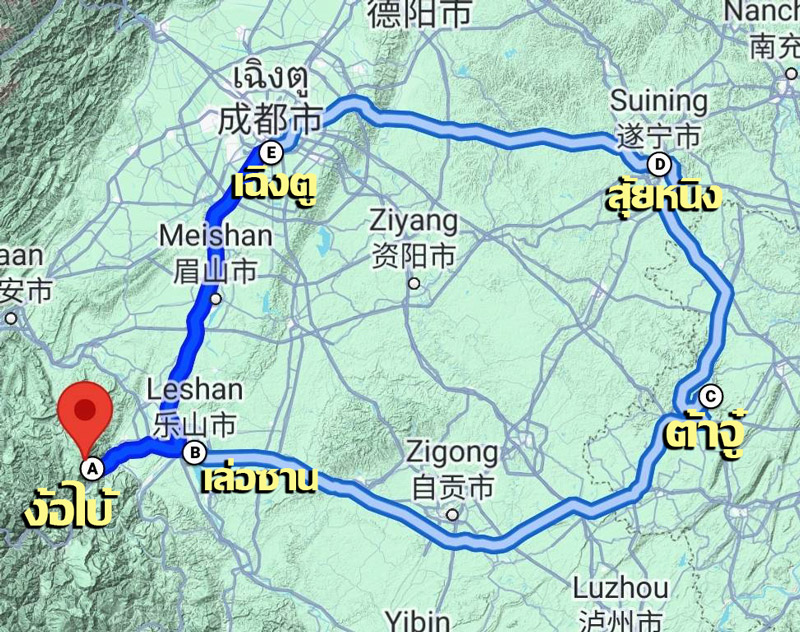 德阳市
Nanch
南充
เฉิงตู
成都市
E
เฉิงตู
Suining
遂宁市
D
สุ้ยหนิง
Ziyang
资阳市
Meishan
眉山市
aan
安市
Leshan
乐山市
B
เล่อซาน
A
ง้อไบ้
C
ต้าจู๋
Zigong
自贡市
Luzhou
泸州市
Yibin